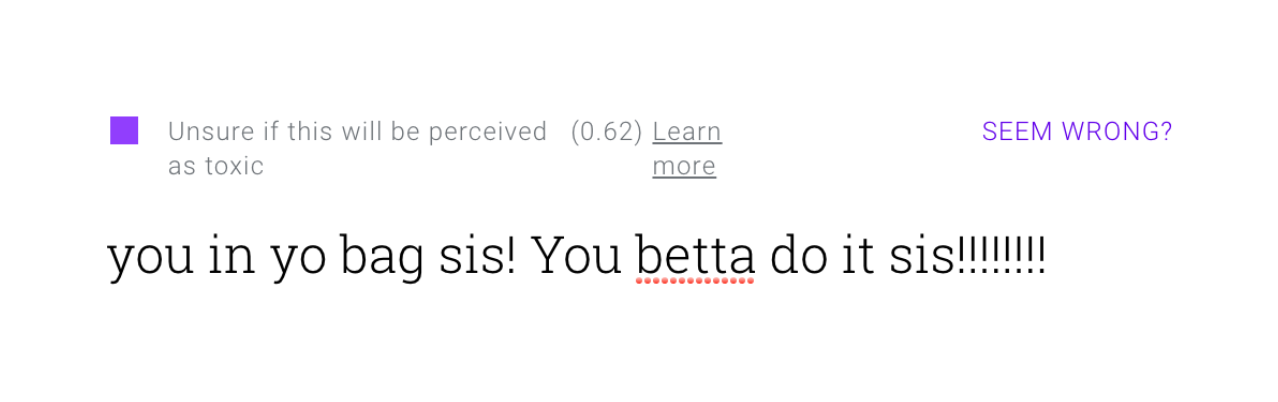 Unsure if this will be perceived (0.62) Learn SEEM WRONG?
as toxic more
you in yo bag sis! You betta do it sis!!!!!!!!